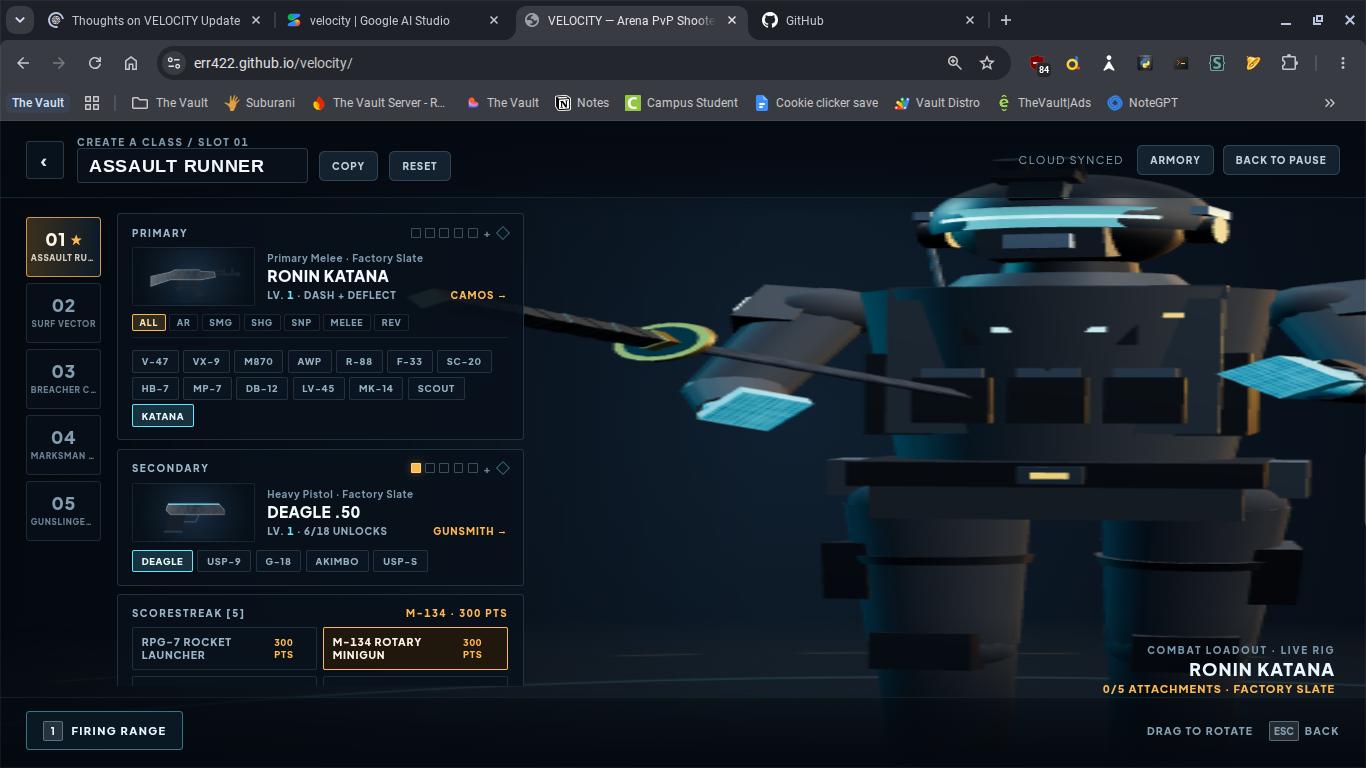 Thoughts on VELOCITY Update
velocity | Google AI Studio
VELOCITY — Arena PvP Shoote
GitHub
err422.github.io/velocity/
84
The Vault
The Vault
Suburani
The Vault Server - R...
The Vault
Notes
Campus Student
Cookie clicker save
Vault Distro
TheVault|Ads
NoteGPT
CREATE A CLASS / SLOT 01
ASSAULT RUNNER
COPY
RESET
CLOUD SYNCED
ARMORY
BACK TO PAUSE
01 ★
ASSAULT RU…
02
SURF VECTOR
03
BREACHER C…
04
MARKSMAN …
05
GUNSLINGE…
PRIMARY
+
Primary Melee · Factory Slate
RONIN KATANA
LV. 1 · DASH + DEFLECT
CAMOS →
ALL AR SMG SHG SNP MELEE REV
V-47 VX-9 M870 AWP R-88 F-33 SC-20
HB-7 MP-7 DB-12 LV-45 MK-14 SCOUT
KATANA
SECONDARY
+
Heavy Pistol · Factory Slate
DEAGLE .50
LV. 1 · 6/18 UNLOCKS
GUNSMITH →
DEAGLE USP-9 G-18 AKIMBO USP-S
SCORESTREAK [5]
M-134 · 300 PTS
RPG-7 ROCKET LAUNCHER
300 PTS
M-134 ROTARY MINIGUN
300 PTS
COMBAT LOADOUT · LIVE RIG
RONIN KATANA
0/5 ATTACHMENTS · FACTORY SLATE
1 FIRING RANGE
DRAG TO ROTATE
ESC BACK